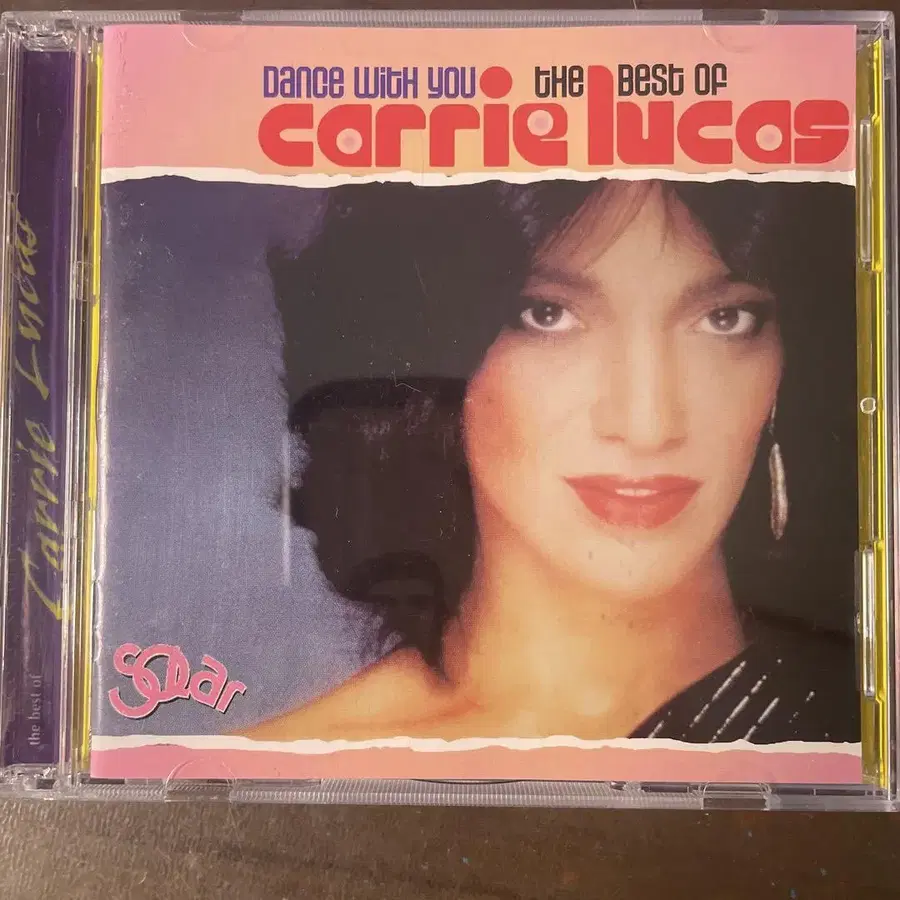 Dance with you the Best of
carrie lucas
Solar
the best of Carrie Lucas